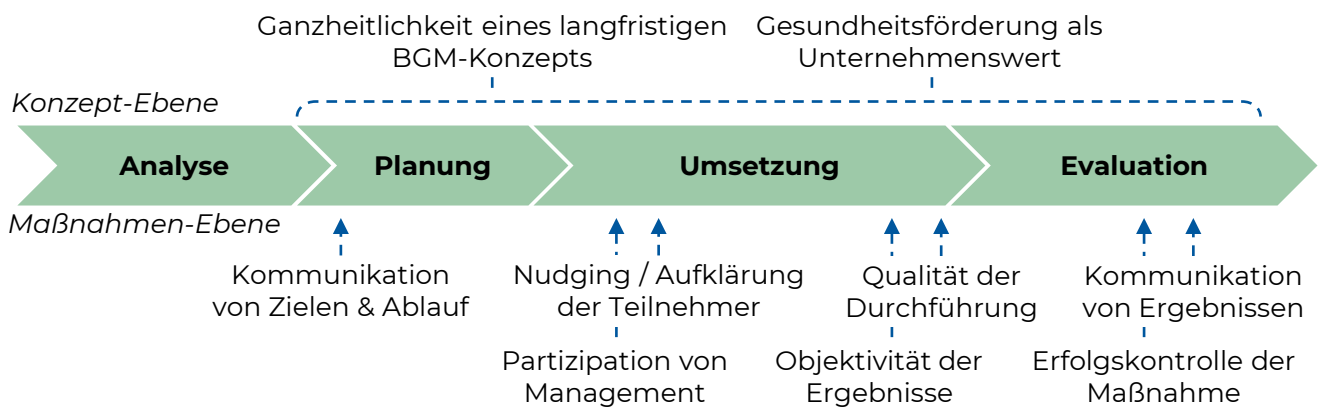 Ganzheitlichkeit eines langfristigen
BGM-Konzepts
Gesundheitsförderung als
Unternehmenswert
Konzept-Ebene
Analyse
Planung
Umsetzung
Evaluation
Maßnahmen-Ebene
Kommunikation
von Zielen & Ablauf
Nudging / Aufklärung
der Teilnehmer
Qualität der
Durchführung
Kommunikation
von Ergebnissen
Partizipation von
Management
Objektivität der
Ergebnisse
Erfolgskontrolle der
Maßnahme